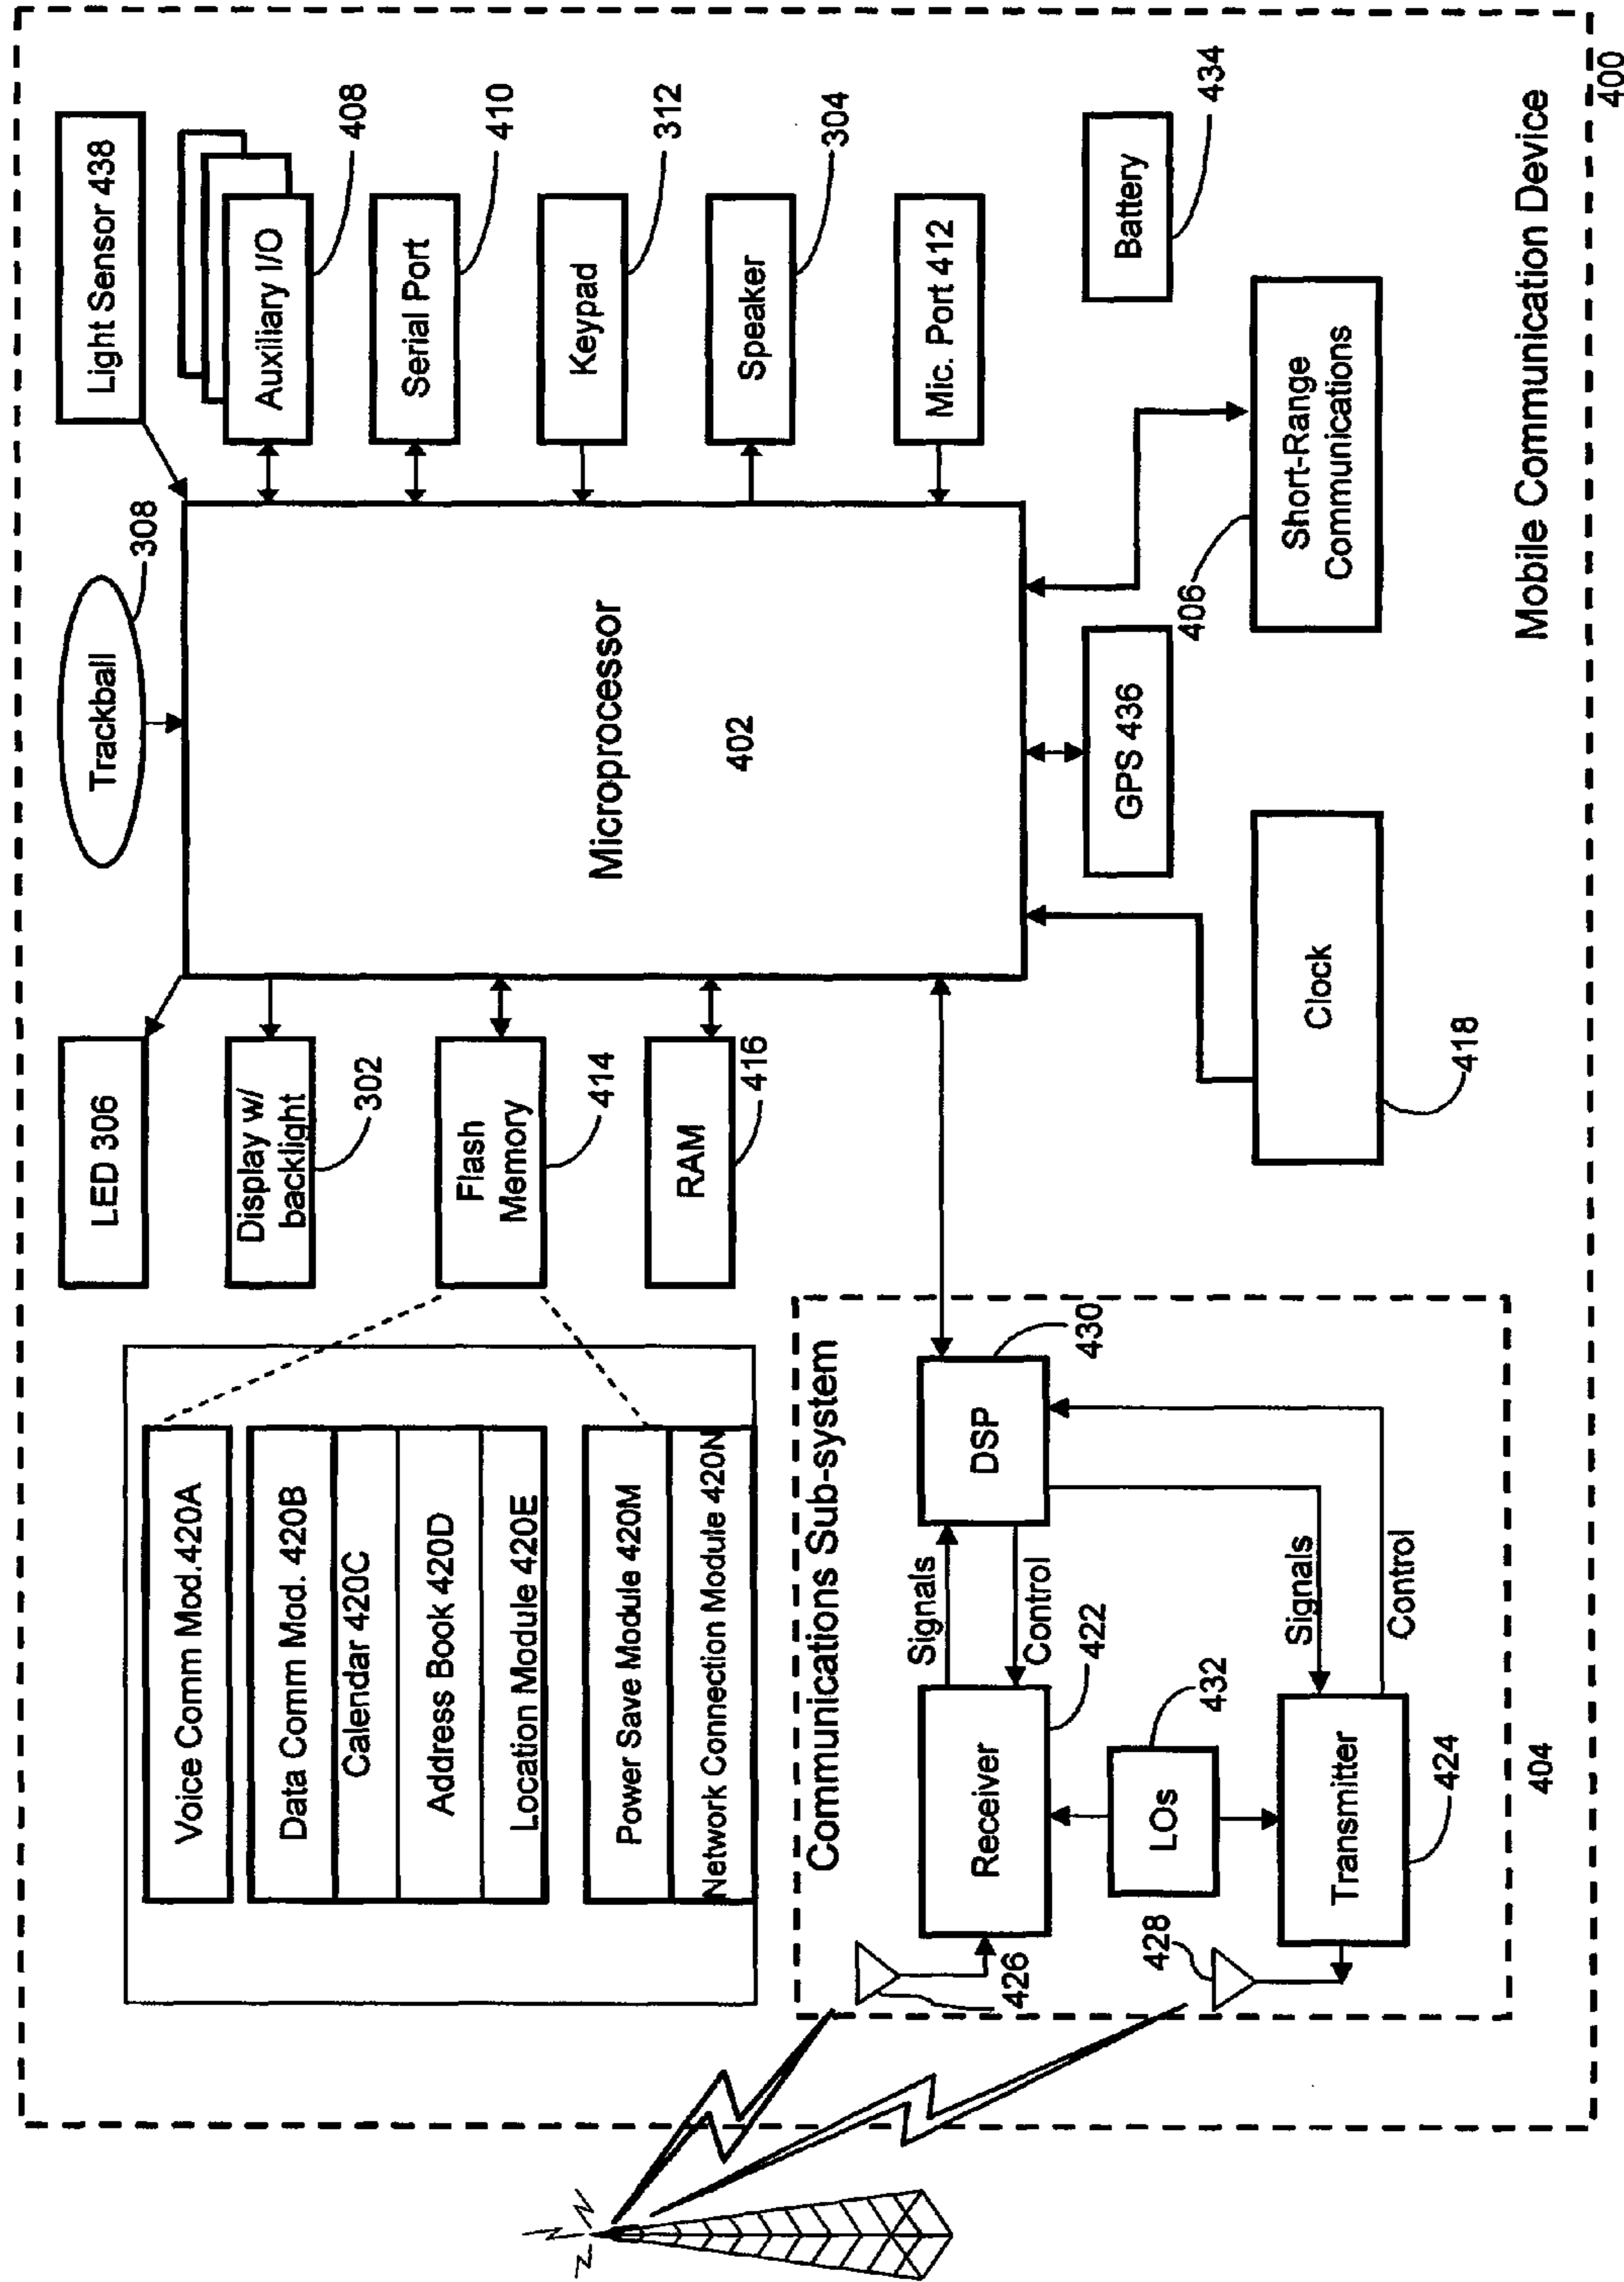 Trackball
308
Light Sensor 438
LED 306
Display w/
backlight
302
Auxiliary I/O
408
Serial Port
410
Keypad
312
Speaker
304
Mic. Port 412
Flash
Memory
414
RAM
416
Microprocessor
402
Voice Comm Mod.420A
Data Comm Mod. 420B
Calendar 420C
Address Book 420D
Location Module 420E
Power Save Module 420M
Network Connection Module 420N
Communications Sub-system
Receiver
422
Signals
Control
DSP
430
LOs
432
Transmitter
424
Signals
Control
426
428
404
GPS 436
Battery
434
Clock
418
Short-Range
Communications
406
Mobile Communication Device
400